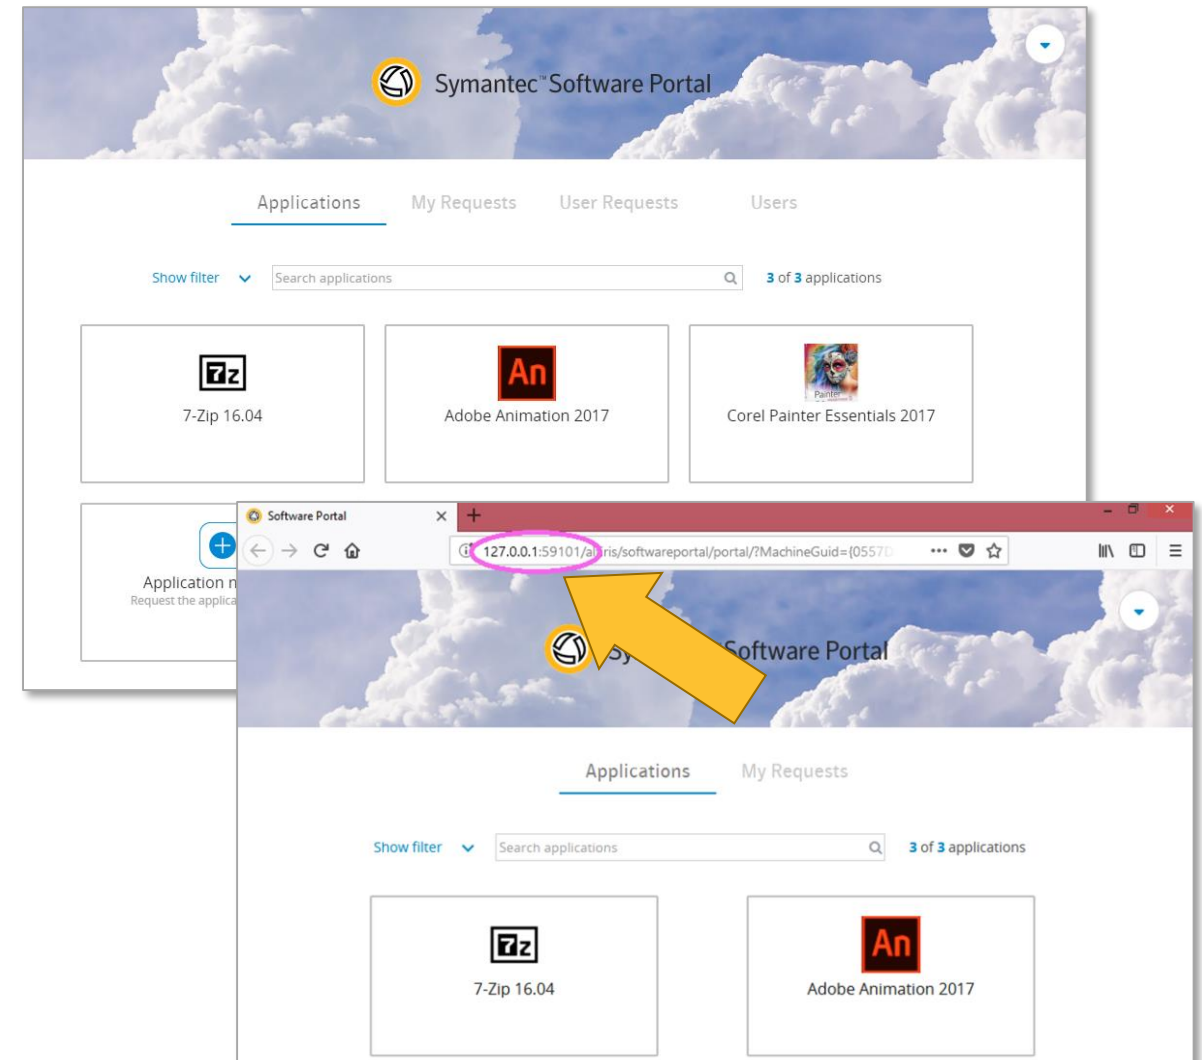 Symantec™ Software Portal
Applications My Requests User Requests Users
Show filter Search applications 3 of 3 applications
7z An Painter
7-Zip 16.04 Adobe Animation 2017 Corel Painter Essentials 2017
Application n
Request the applica
Software Portal
127.0.0.1:59101/altiris/softwareportal/portal/?MachineGuid={0557D
Software Portal
Applications My Requests
Show filter Search applications 3 of 3 applications
7z An
7-Zip 16.04 Adobe Animation 2017